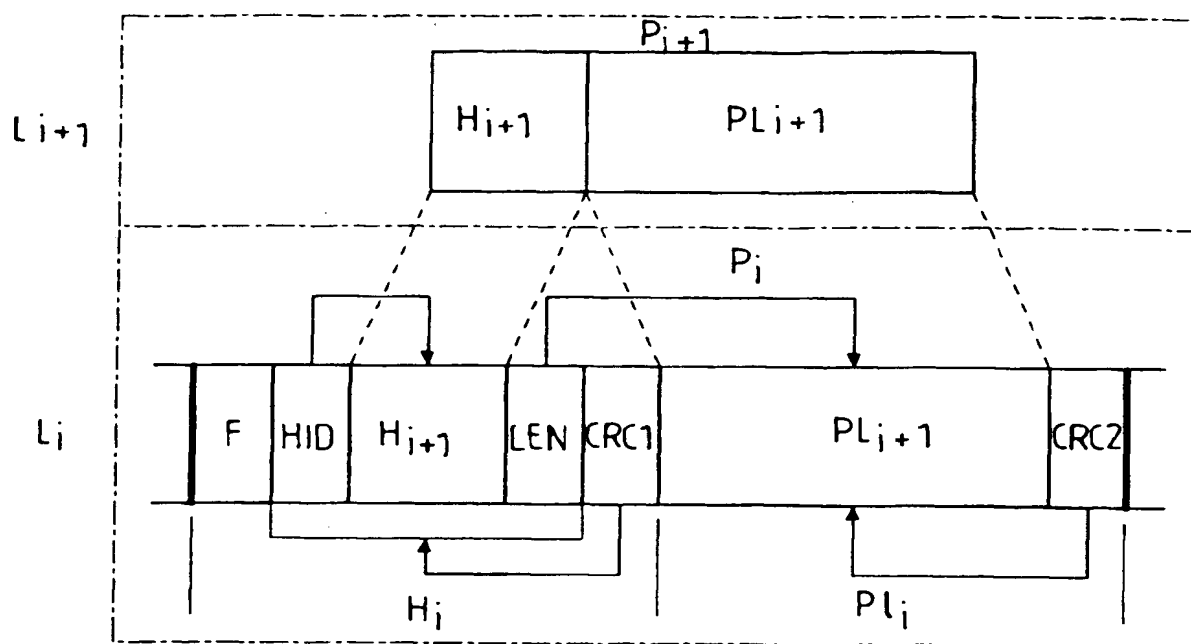 P_{i+1}
L_{i+1} H_{i+1} PL_{i+1}
P_i
L_i F HID H_{i+1} LEN CRC1 PL_{i+1} CRC2
H_i Pl_i